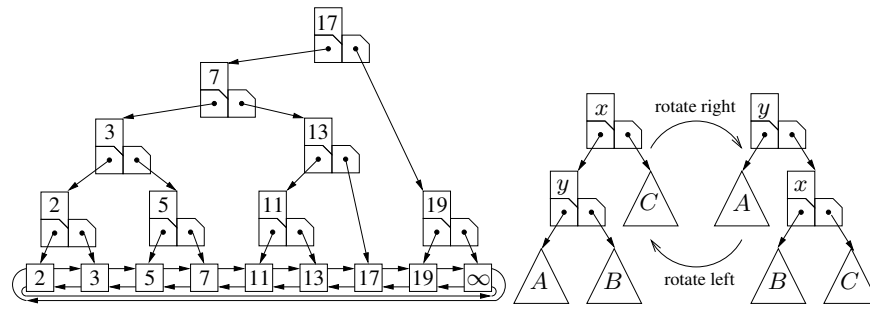 17
7
3 13
2 5 11 19
2 3 5 7 11 13 17 19 ∞
x rotate right y
y C A x
A B rotate left B C